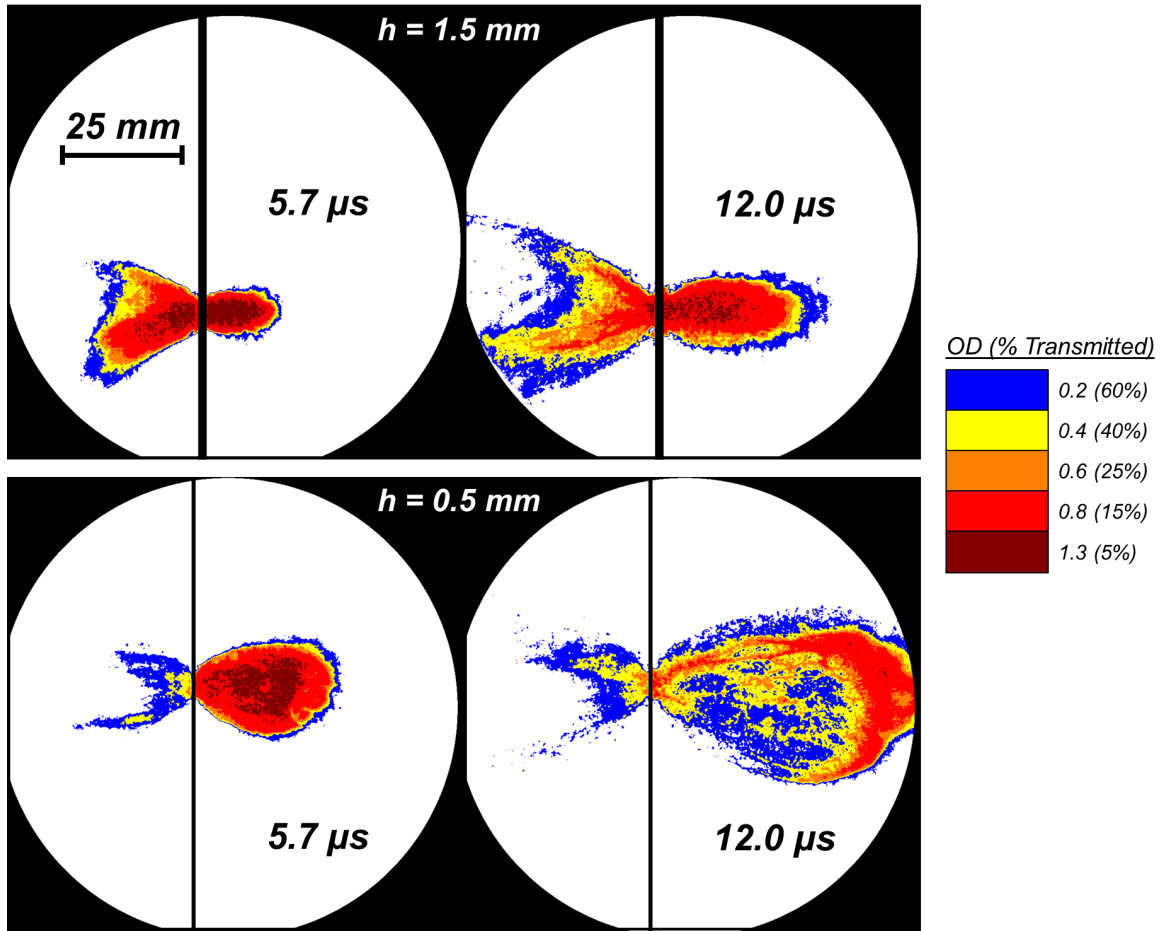 h = 1.5 mm
25 mm
5.7 µs
12.0 µs
OD (% Transmitted)
0.2 (60%)
0.4 (40%)
0.6 (25%)
0.8 (15%)
1.3 (5%)
h = 0.5 mm
5.7 µs
12.0 µs